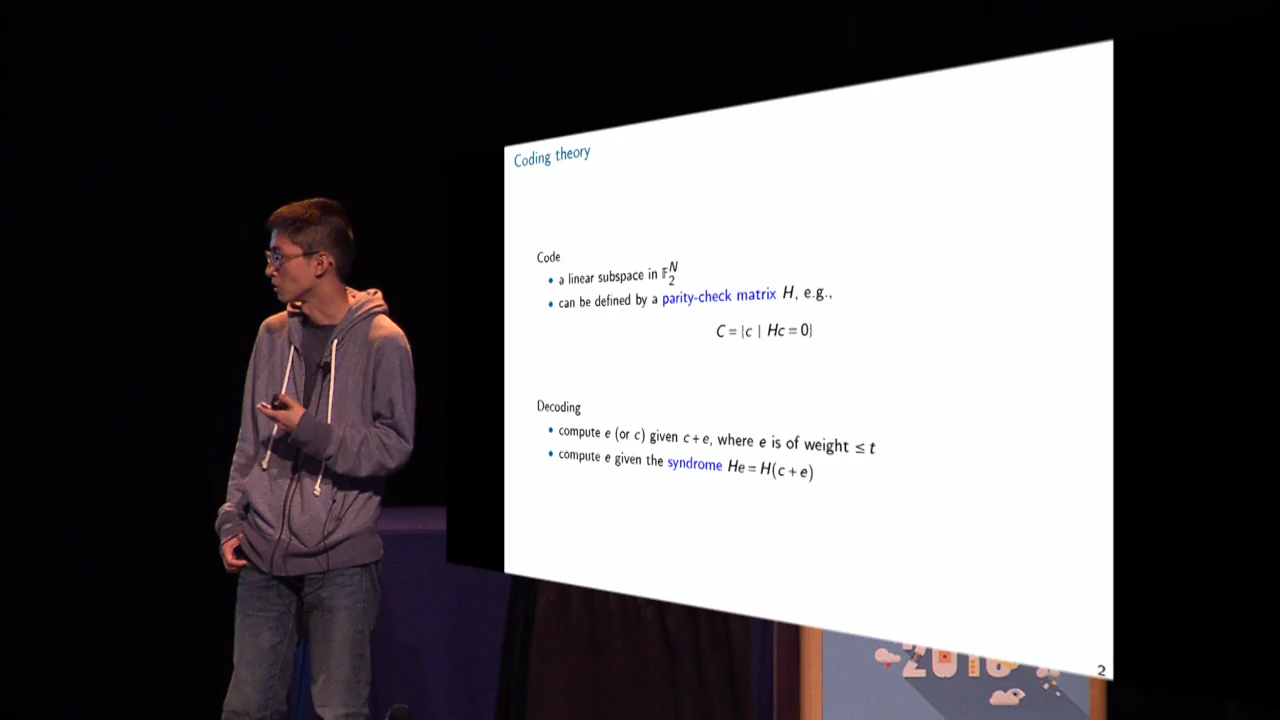 Coding theory
Code
• a linear subspace in 𝔽₂ᴺ
• can be defined by a parity-check matrix H, e.g.,
C = {c | Hc = 0}
Decoding
• compute e (or c) given c + e, where e is of weight ≤ t
• compute e given the syndrome He = H(c + e)
2